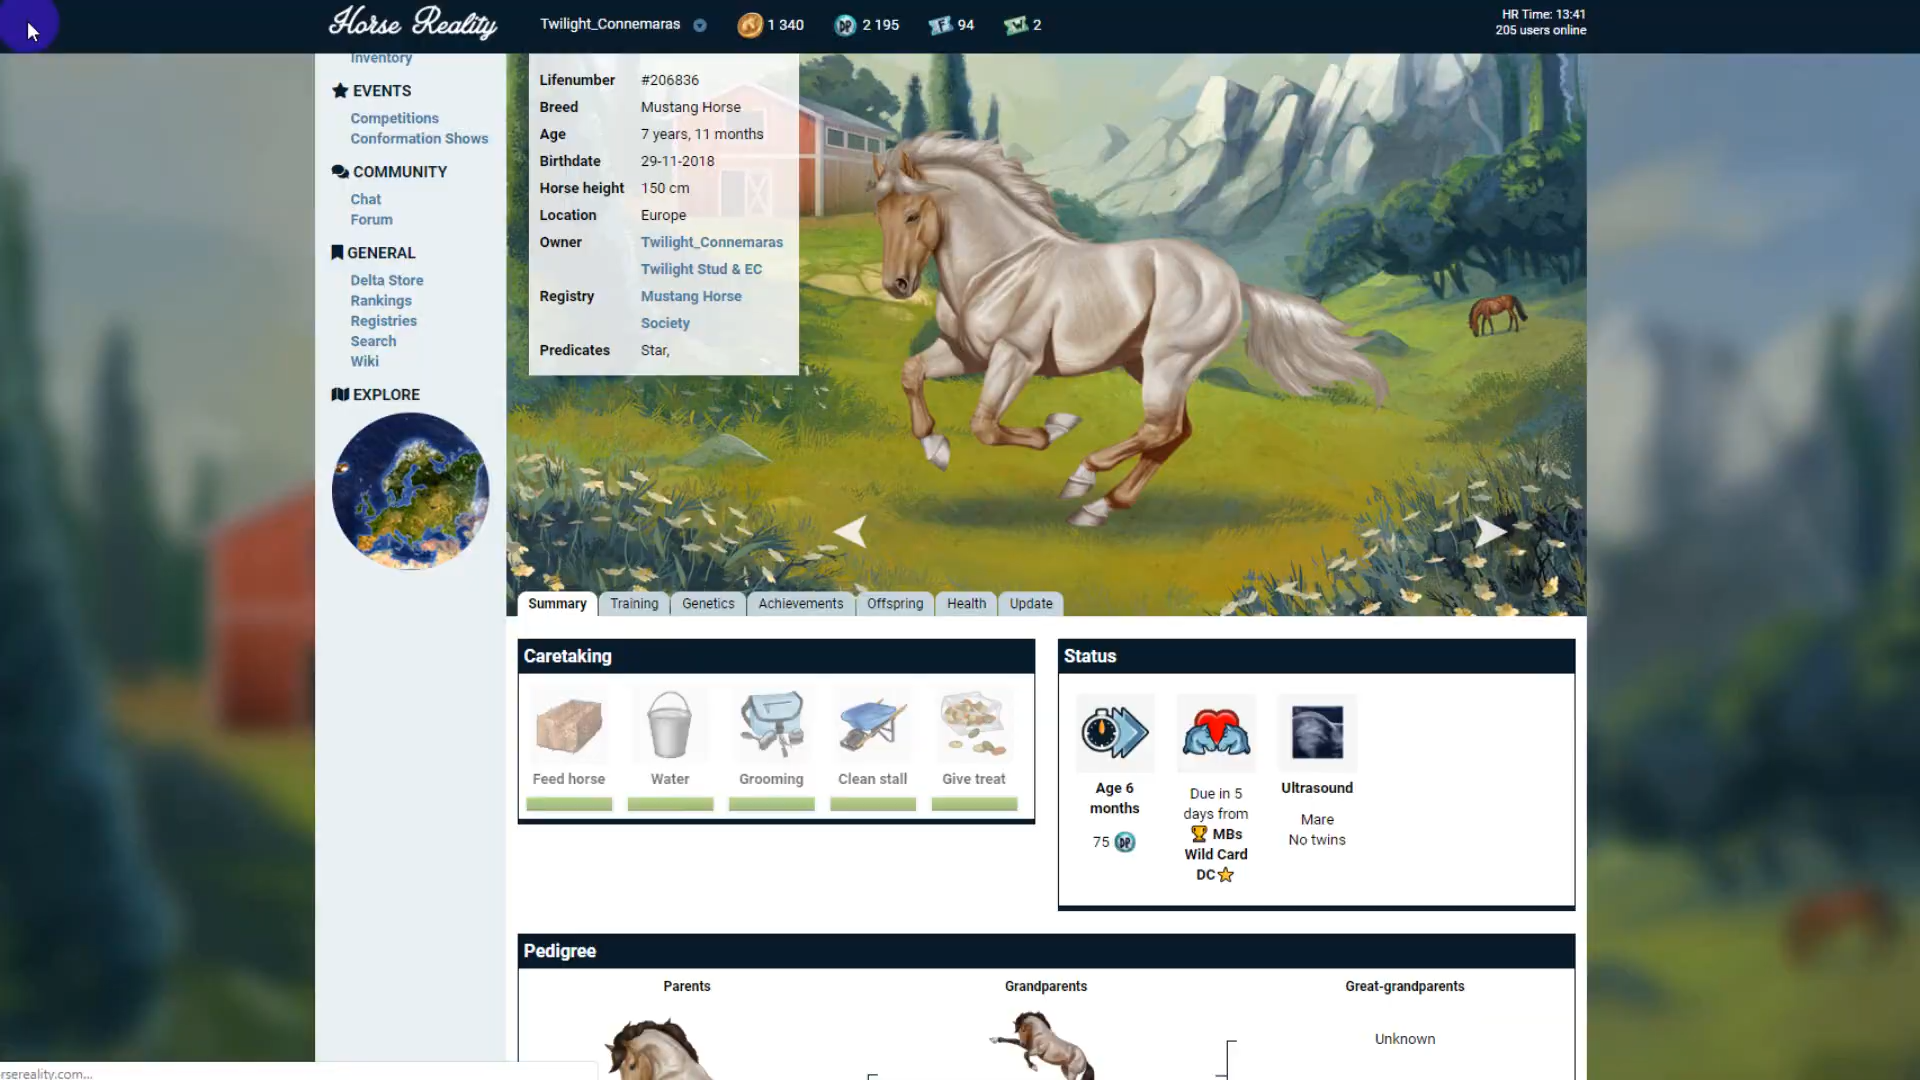 Horse Reality
Twilight_Connemaras
1 340
DP 2 195
F 94
W 2
HR Time: 13:41
205 users online
Inventory
EVENTS
Competitions
Conformation Shows
COMMUNITY
Chat
Forum
GENERAL
Delta Store
Rankings
Registries
Search
Wiki
EXPLORE
Lifenumber #206836
Breed Mustang Horse
Age 7 years, 11 months
Birthdate 29-11-2018
Horse height 150 cm
Location Europe
Owner Twilight_Connemaras
Twilight Stud & EC
Registry Mustang Horse
Society
Predicates Star,
Summary Training Genetics Achievements Offspring Health Update
Caretaking
Feed horse Water Grooming Clean stall Give treat
Status
Age 6
months
75 DP
Due in 5
days from
MBs
Wild Card
DC
Ultrasound
Mare
No twins
Pedigree
Parents Grandparents Great-grandparents
Unknown
rsereality.com...